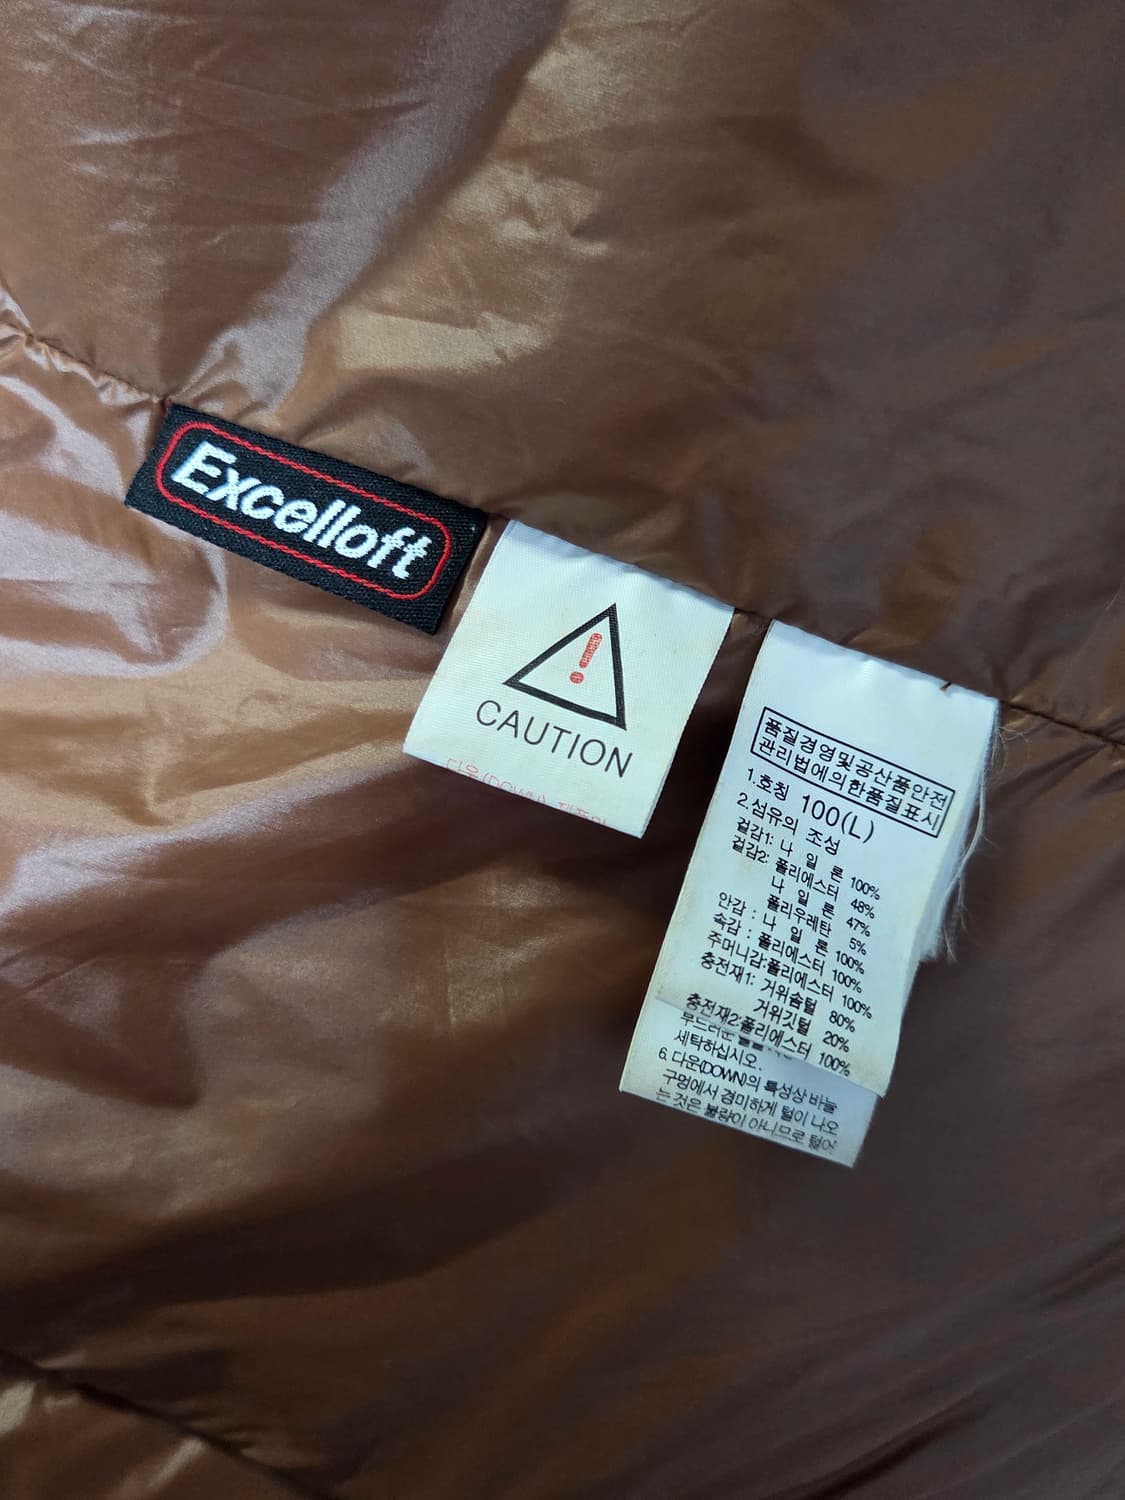 Excelloft
!
CAUTION
다운(DOWN)
품질경영및공산품안전
관리법에의한품질표시
1.호칭 100(L)
2.섬유의 조성
겉감1: 나 일 론 100%
겉감2: 폴리에스터 48%
나 일 론 47%
폴리우레탄 5%
안감 : 나 일 론 100%
속감 : 폴리에스터 100%
주머니감:폴리에스터 100%
충전재1: 거위솜털 80%
거위깃털 20%
충전재2:폴리에스터 100%
부드러운
세탁하십시오.
6. 다운(DOWN)의 특성상 바늘
구멍에서 경미하게 털이 나오
는 것은 불량이 아니므로